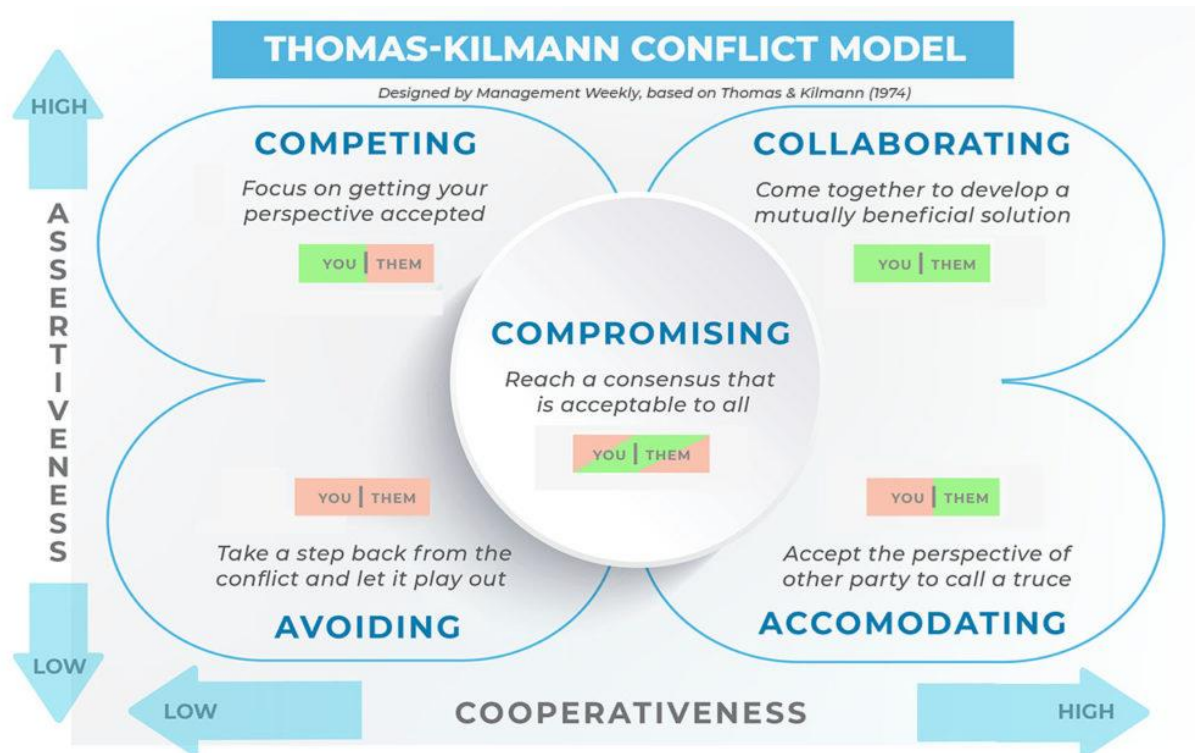 THOMAS-KILMANN CONFLICT MODEL
Designed by Management Weekly, based on Thomas & Kilmann (1974)
HIGH
ASSERTIVENESS
LOW
COMPETING
Focus on getting your
perspective accepted
YOU | THEM
COLLABORATING
Come together to develop a
mutually beneficial solution
YOU | THEM
COMPROMISING
Reach a consensus that
is acceptable to all
YOU | THEM
YOU | THEM
Take a step back from the
conflict and let it play out
AVOIDING
YOU | THEM
Accept the perspective of
other party to call a truce
ACCOMODATING
LOW
COOPERATIVENESS
HIGH